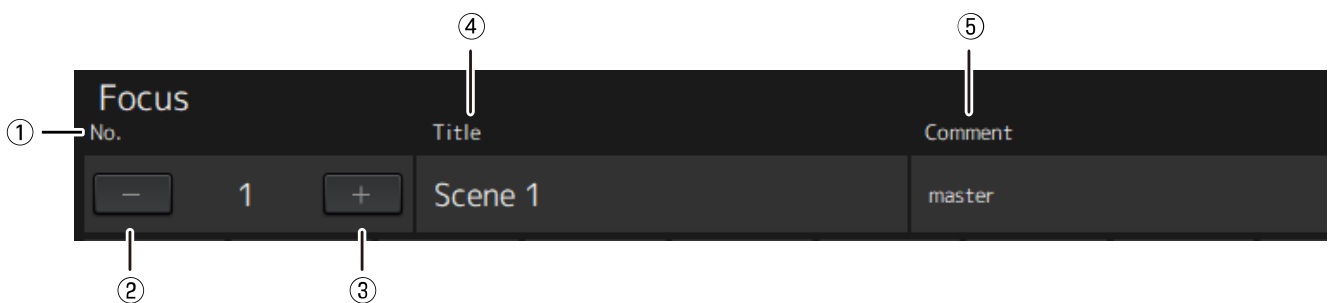 ④ ⑤
Focus
① No. Title Comment
− 1 + Scene 1 master
② ③